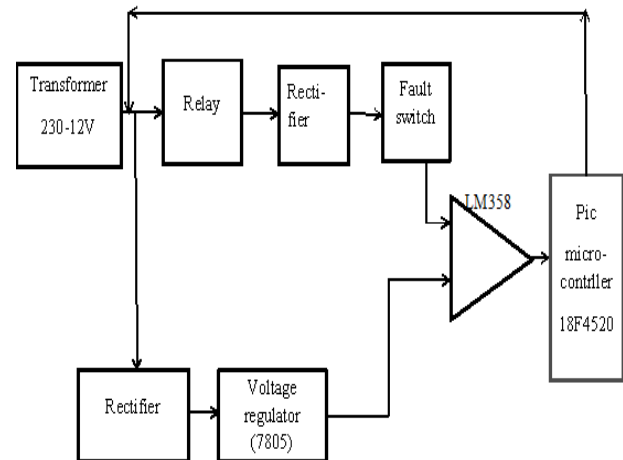 Transformer
230-12V
Relay
Recti-
fier
Fault
switch
LM358
Pic
micro-
contrller
18F4520
Rectifier
Voltage
regulator
(7805)